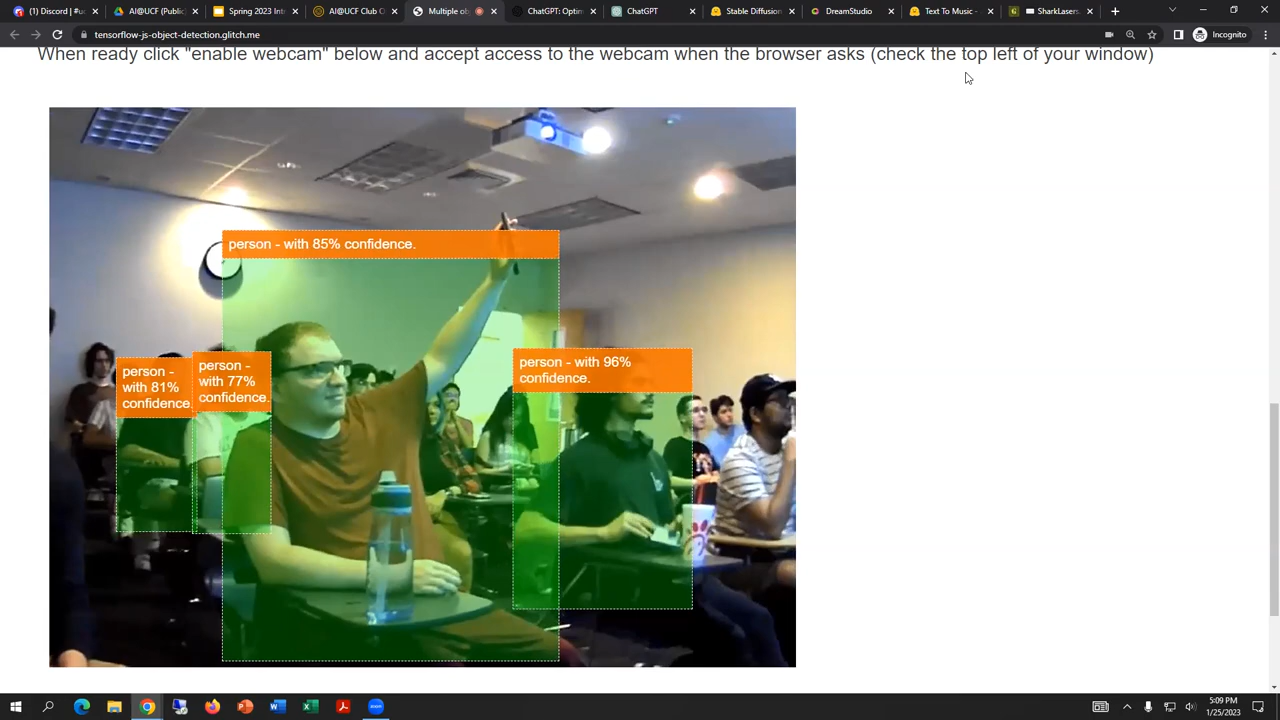 Discord | #u
AI@UCF (Public)
Spring 2023 Int
AI@UCF Club C
Multiple ob
ChatGPT: Optim
ChatGPT
Stable Diffusion
DreamStudio
Text To Music -
SharkLasers.
Incognito
tensorflow-js-object-detection.glitch.me
When ready click "enable webcam" below and accept access to the webcam when the browser asks (check the top left of your window)
person - with 85% confidence.
person - with 96%
confidence.
person -
with 81%
confidence.
person -
with 77%
confidence.
5:09 PM
1/25/2023
zoom